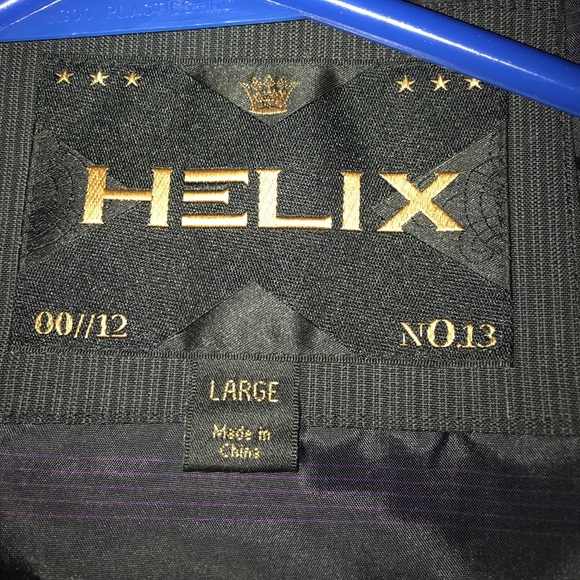 HELIX
00//12
NO.13
LARGE
Made in
China